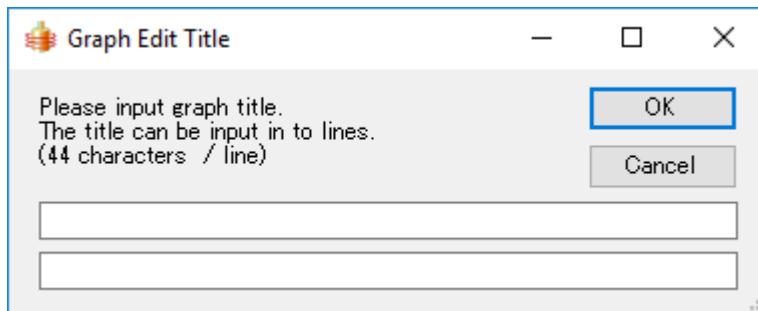 Graph Edit Title
Please input graph title.
The title can be input in to lines.
(44 characters / line)
OK
Cancel